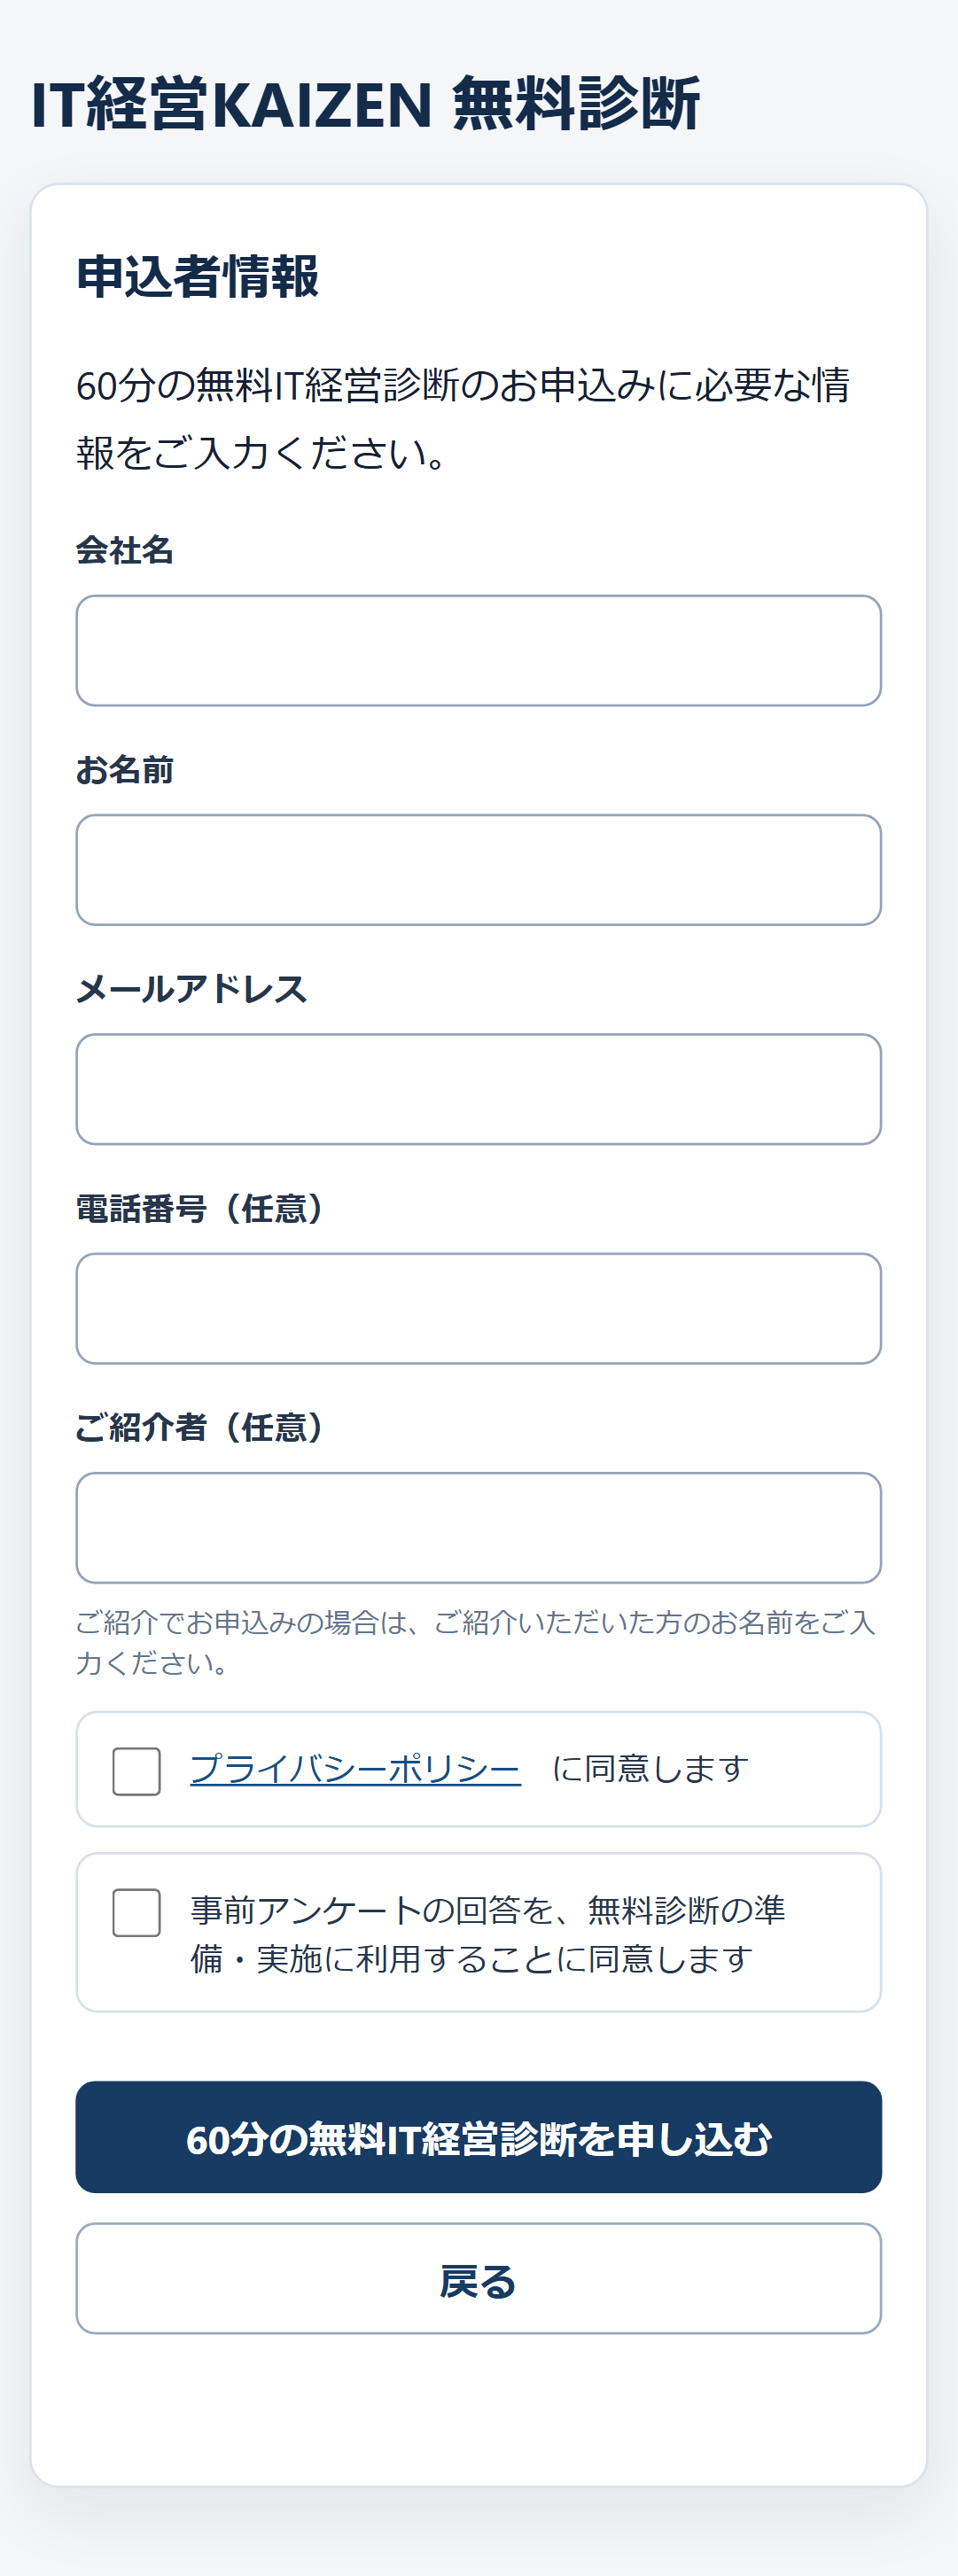 IT経営KAIZEN 無料診断
申込者情報
60分の無料IT経営診断のお申込みに必要な情
報をご入力ください。
会社名
お名前
メールアドレス
電話番号（任意）
ご紹介者（任意）
ご紹介でお申込みの場合は、ご紹介いただいた方のお名前をご入
力ください。
プライバシーポリシー に同意します
事前アンケートの回答を、無料診断の準
備・実施に利用することに同意します
60分の無料IT経営診断を申し込む
戻る